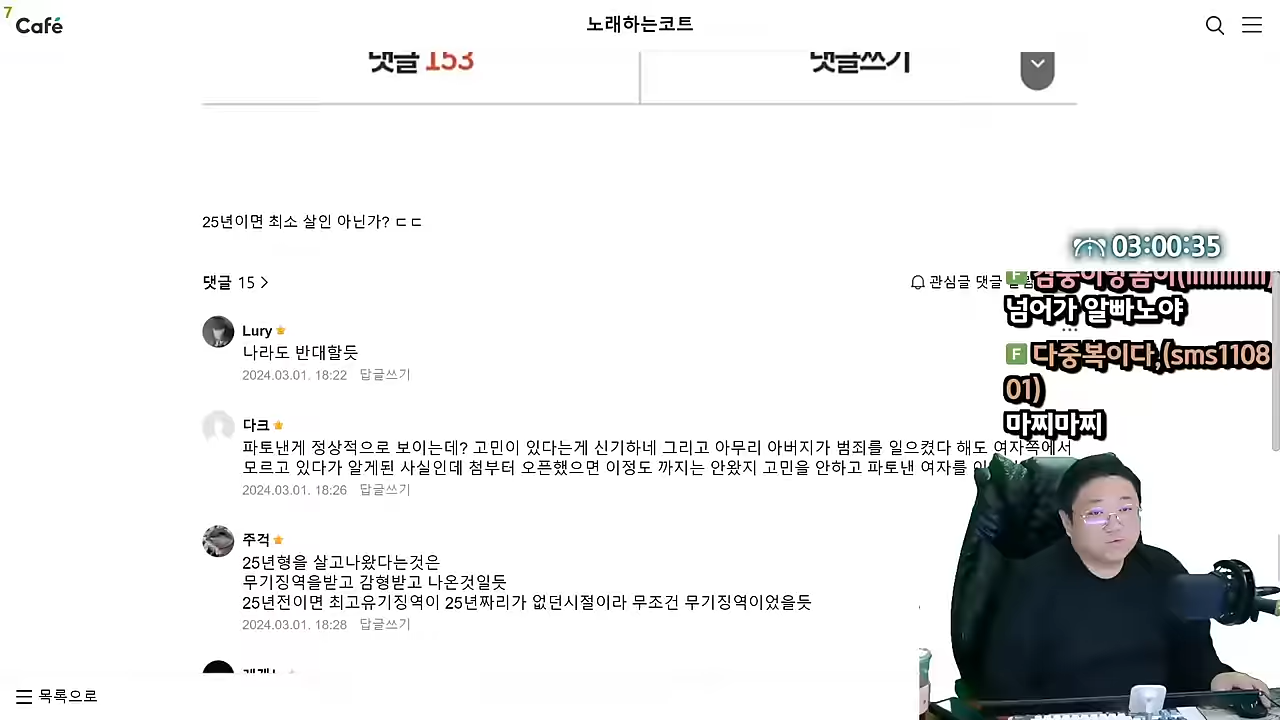 7
Café
노래하는코트
댓글 153
댓글쓰기
25년이면 최소 살인 아닌가? ㄷㄷ
03:00:35
댓글 15 >
관심글 댓글
넘어가 알빠노야
Lury
나라도 반대할듯
2024.03.01. 18:22 답글쓰기
F 다중복이다,(sms1108
01)
마찌마찌
다크
파토낸게 정상적으로 보이는데? 고민이 있다는게 신기하네 그리고 아무리 아버지가 범죄를 일으켰다 해도 여자쪽에서
모르고 있다가 알게된 사실인데 첨부터 오픈했으면 이정도 까지는 안왔지 고민을 안하고 파토낸 여자를
2024.03.01. 18:26 답글쓰기
주걱
25년형을 살고나왔다는것은
무기징역을받고 감형받고 나온것일듯
25년전이면 최고유기징역이 25년짜리가 없던시절이라 무조건 무기징역이었을듯
2024.03.01. 18:28 답글쓰기
목록으로